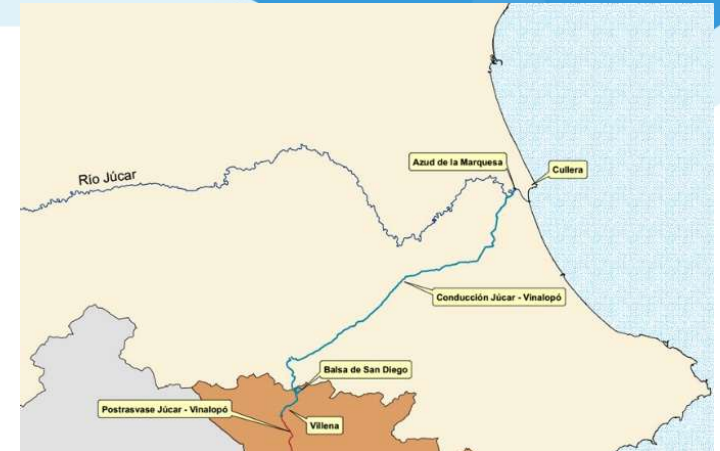 Azud de la Marquesa
Cullera
Río Júcar
Conducción Júcar - Vinalopó
Balsa de San Diego
Postrasvase Júcar - Vinalopó
Villena